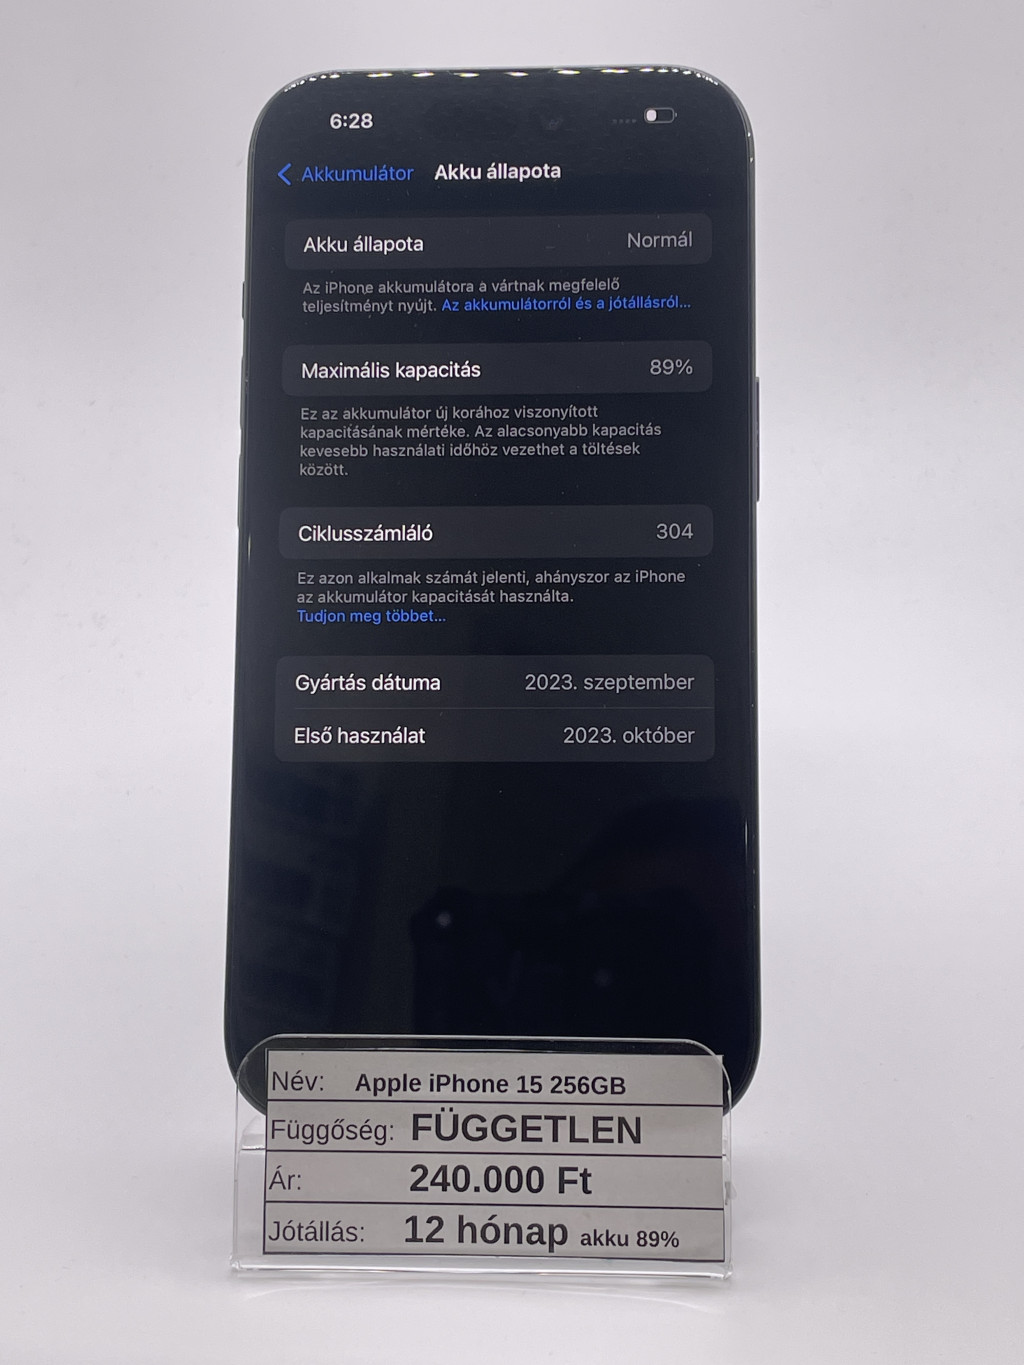 6:28
Akkumulátor Akku állapota
Akku állapota Normál
Az iPhone akkumulátora a vártnak megfelelő
teljesítményt nyújt. Az akkumulátorról és a jótállásról...
Maximális kapacitás 89%
Ez az akkumulátor új korához viszonyított
kapacitásának mértéke. Az alacsonyabb kapacitás
kevesebb használati időhöz vezethet a töltések
között.
Ciklusszámláló 304
Ez azon alkalmak számát jelenti, ahányszor az iPhone
az akkumulátor kapacitását használta.
Tudjon meg többet...
Gyártás dátuma 2023. szeptember
Első használat 2023. október
Név: Apple iPhone 15 256GB
Függőség: FÜGGETLEN
Ár: 240.000 Ft
Jótállás: 12 hónap akku 89%